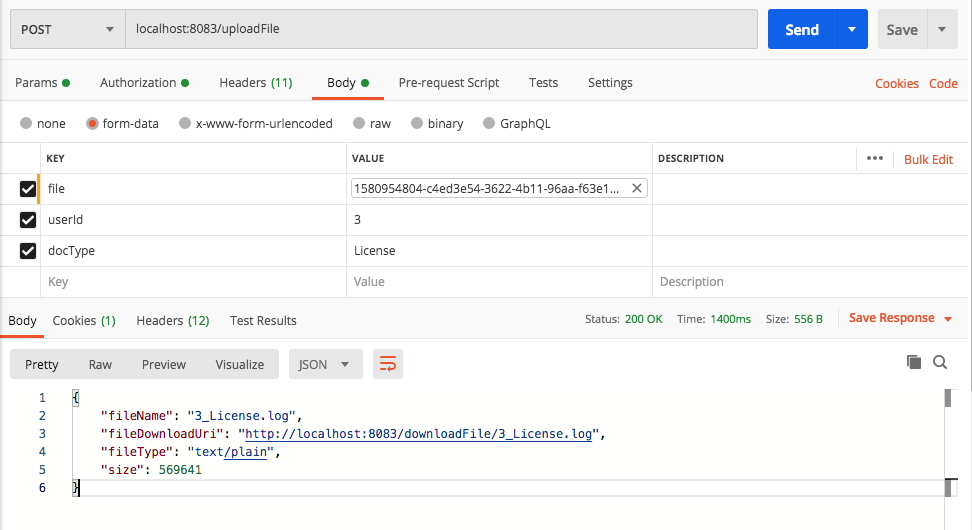 POST localhost:8083/uploadFile Send Save
Params Authorization Headers (11) Body Pre-request Script Tests Settings Cookies Code
none form-data x-www-form-urlencoded raw binary GraphQL
KEY VALUE DESCRIPTION ••• Bulk Edit
file 1580954804-c4ed3e54-3622-4b11-96aa-f63e1... ✕
userId 3
docType License
Key Value Description
Body Cookies (1) Headers (12) Test Results Status: 200 OK Time: 1400ms Size: 556 B Save Response
Pretty Raw Preview Visualize JSON
1 {
2 "fileName": "3_License.log",
3 "fileDownloadUri": "http://localhost:8083/downloadFile/3_License.log",
4 "fileType": "text/plain",
5 "size": 569641
6 }